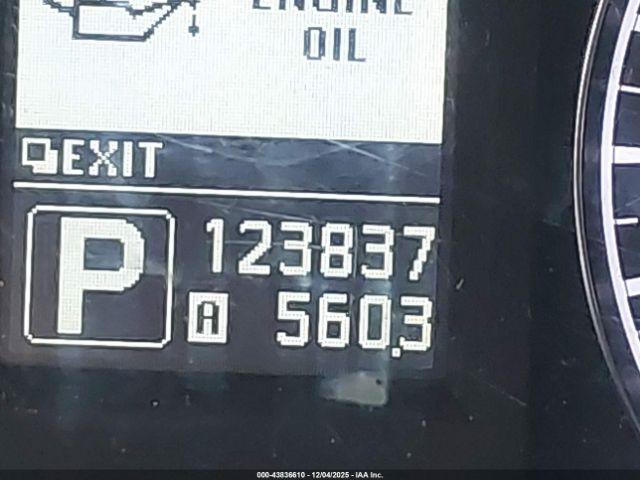 ENGINE
OIL
EXIT
P
123837
A 560.3
000-43836610 - 12/04/2025 - IAA Inc.